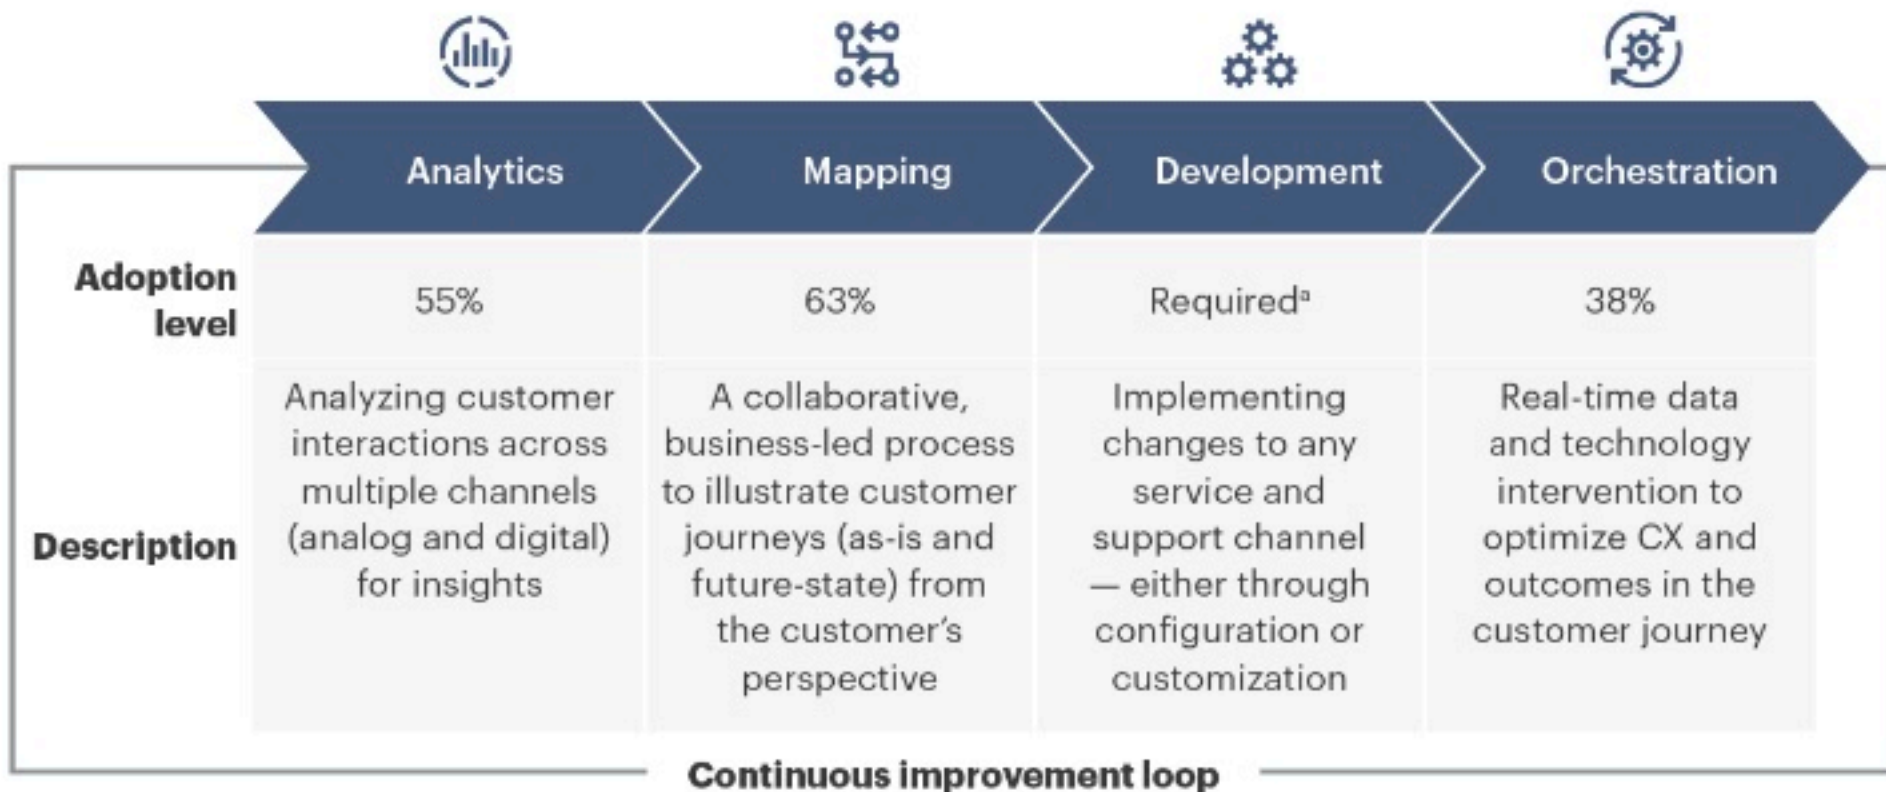 Analytics
Mapping
Development
Orchestration
Adoption
level
55%
63%
Requiredª
38%
Description
Analyzing customer
interactions across
multiple channels
(analog and digital)
for insights
A collaborative,
business-led process
to illustrate customer
journeys (as-is and
future-state) from
the customer’s
perspective
Implementing
changes to any
service and
support channel
— either through
configuration or
customization
Real-time data
and technology
intervention to
optimize CX and
outcomes in the
customer journey
Continuous improvement loop